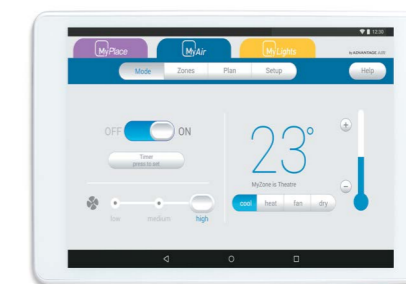 12:30
MyPlace MyAir MyLights by ADVANTAGE AIR
Mode Zones Plan Setup Help
OFF ON
Timer
press to set
23°
MyZone is Theatre
cool heat fan dry
low medium high